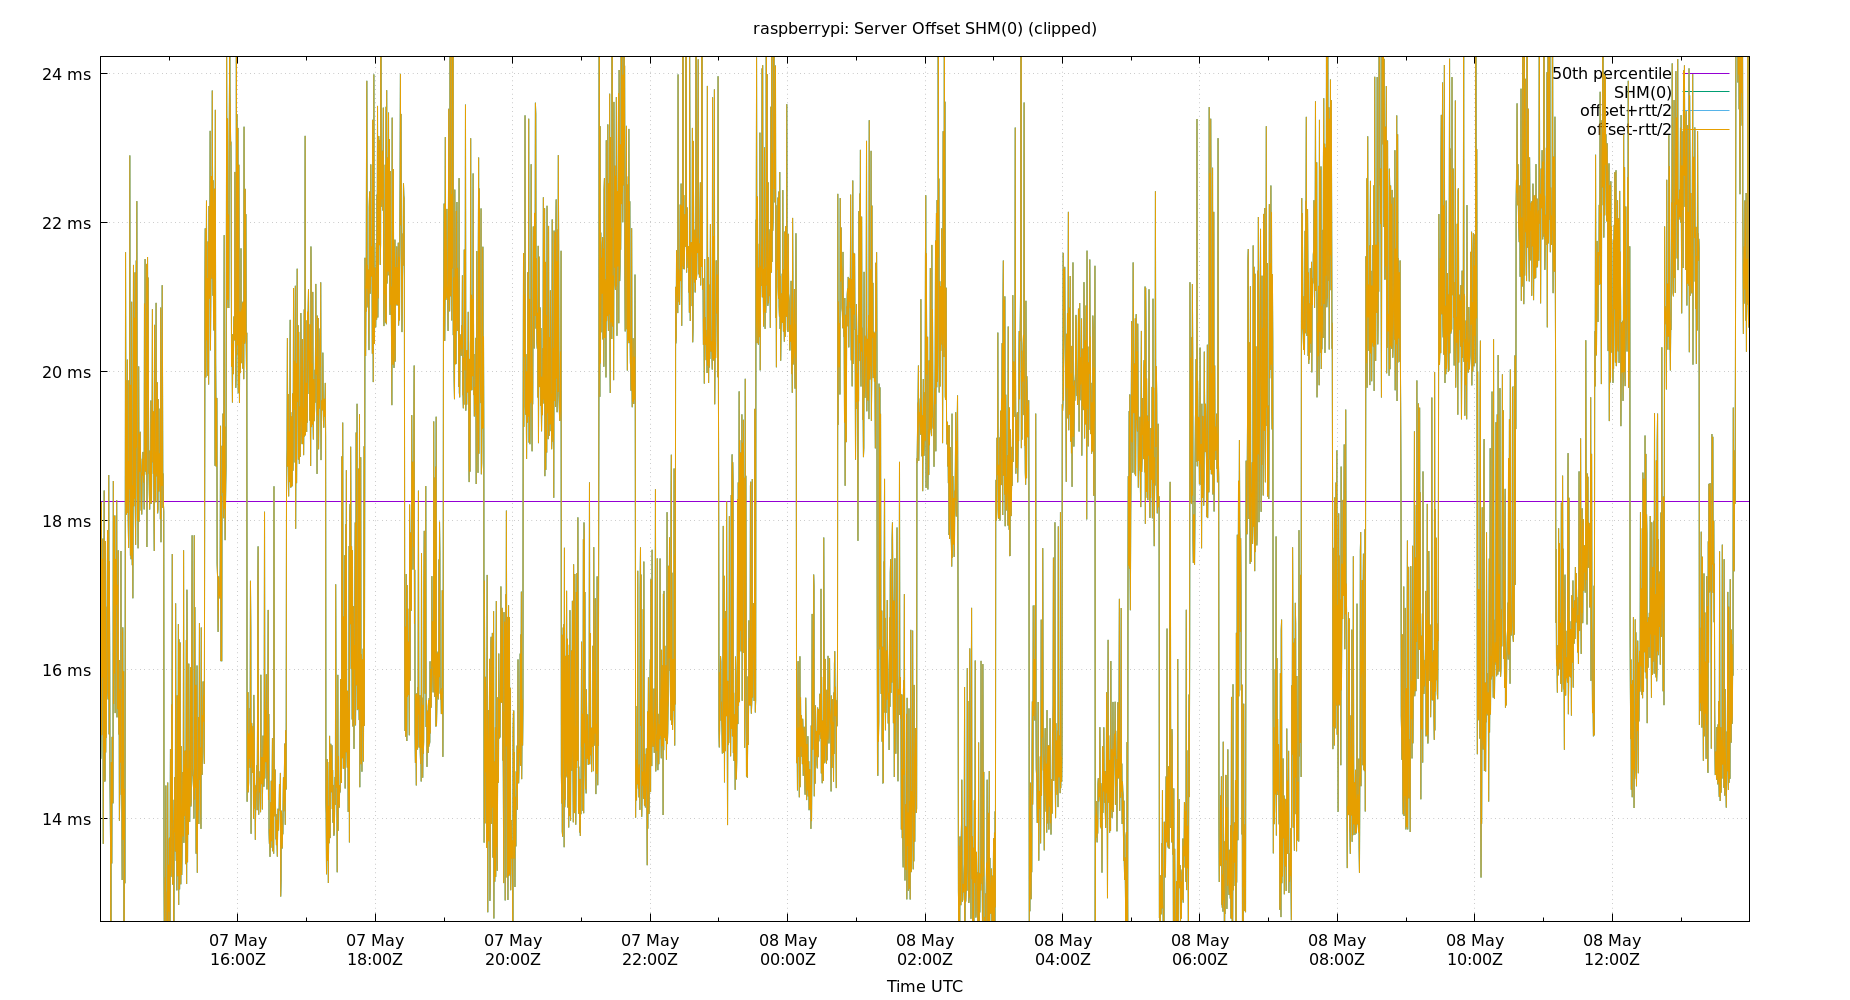 raspberrypi: Server Offset SHM(0) (clipped)
24 ms
22 ms
20 ms
18 ms
16 ms
14 ms
50th percentile
SHM(0)
offset+rtt/2
offset-rtt/2
07 May 07 May 07 May 07 May 08 May 08 May 08 May 08 May 08 May 08 May 08 May
16:00Z 18:00Z 20:00Z 22:00Z 00:00Z 02:00Z 04:00Z 06:00Z 08:00Z 10:00Z 12:00Z
Time UTC